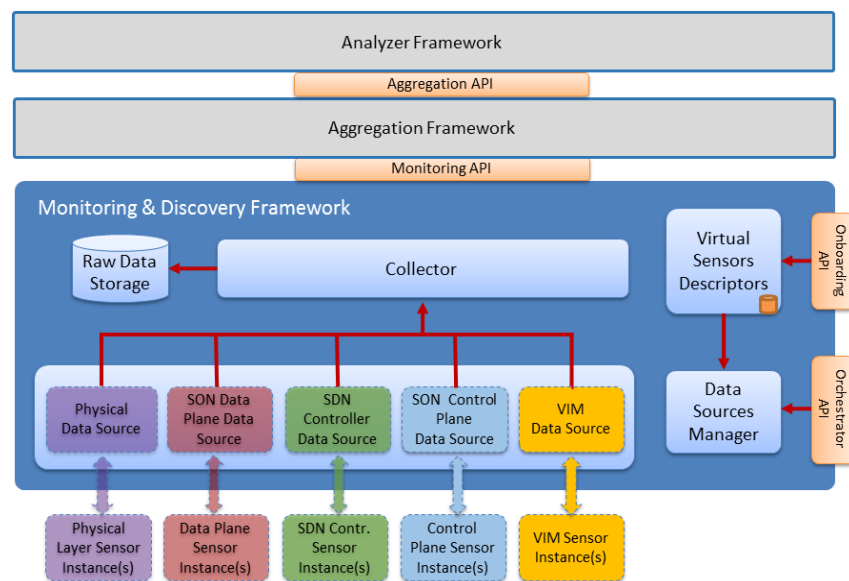 Analyzer Framework
Aggregation API
Aggregation Framework
Monitoring API
Monitoring & Discovery Framework
Raw Data
Storage
Collector
Virtual
Sensors
Descriptors
Onboarding
API
Physical
Data Source
SON Data
Plane Data
Source
SDN
Controller
Data Source
SON Control
Plane
Data Source
VIM
Data Source
Data
Sources
Manager
Orchestrator
API
Physical
Layer Sensor
Instance(s)
Data Plane
Sensor
Instance(s)
SDN Contr.
Sensor
Instance(s)
Control
Plane Sensor
Instance(s)
VIM Sensor
Instance(s)